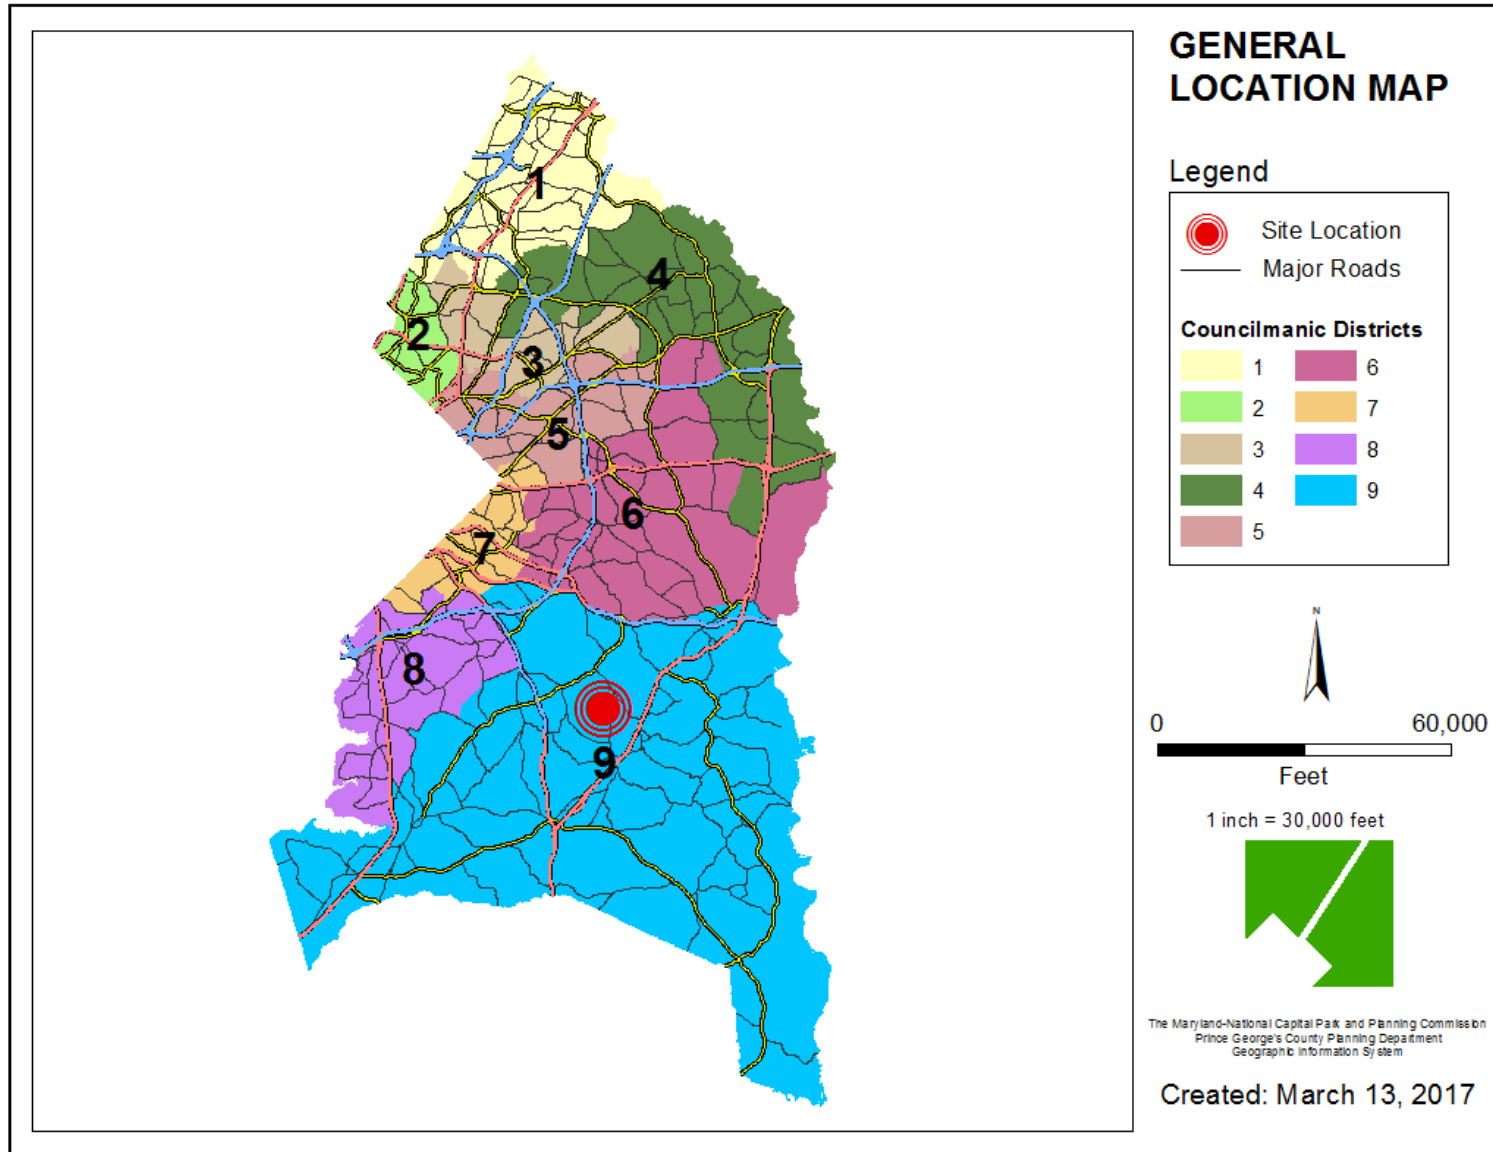 GENERAL
LOCATION MAP
Legend
Site Location
Major Roads
Councilmanic Districts
1 6
2 7
3 8
4 9
5
1
4
2
3
5
6
7
8
9
N
0 60,000
Feet
1 inch = 30,000 feet
The Maryland-National Capital Park and Planning Commission
Prince George's County Planning Department
Geographic Information System
Created: March 13, 2017